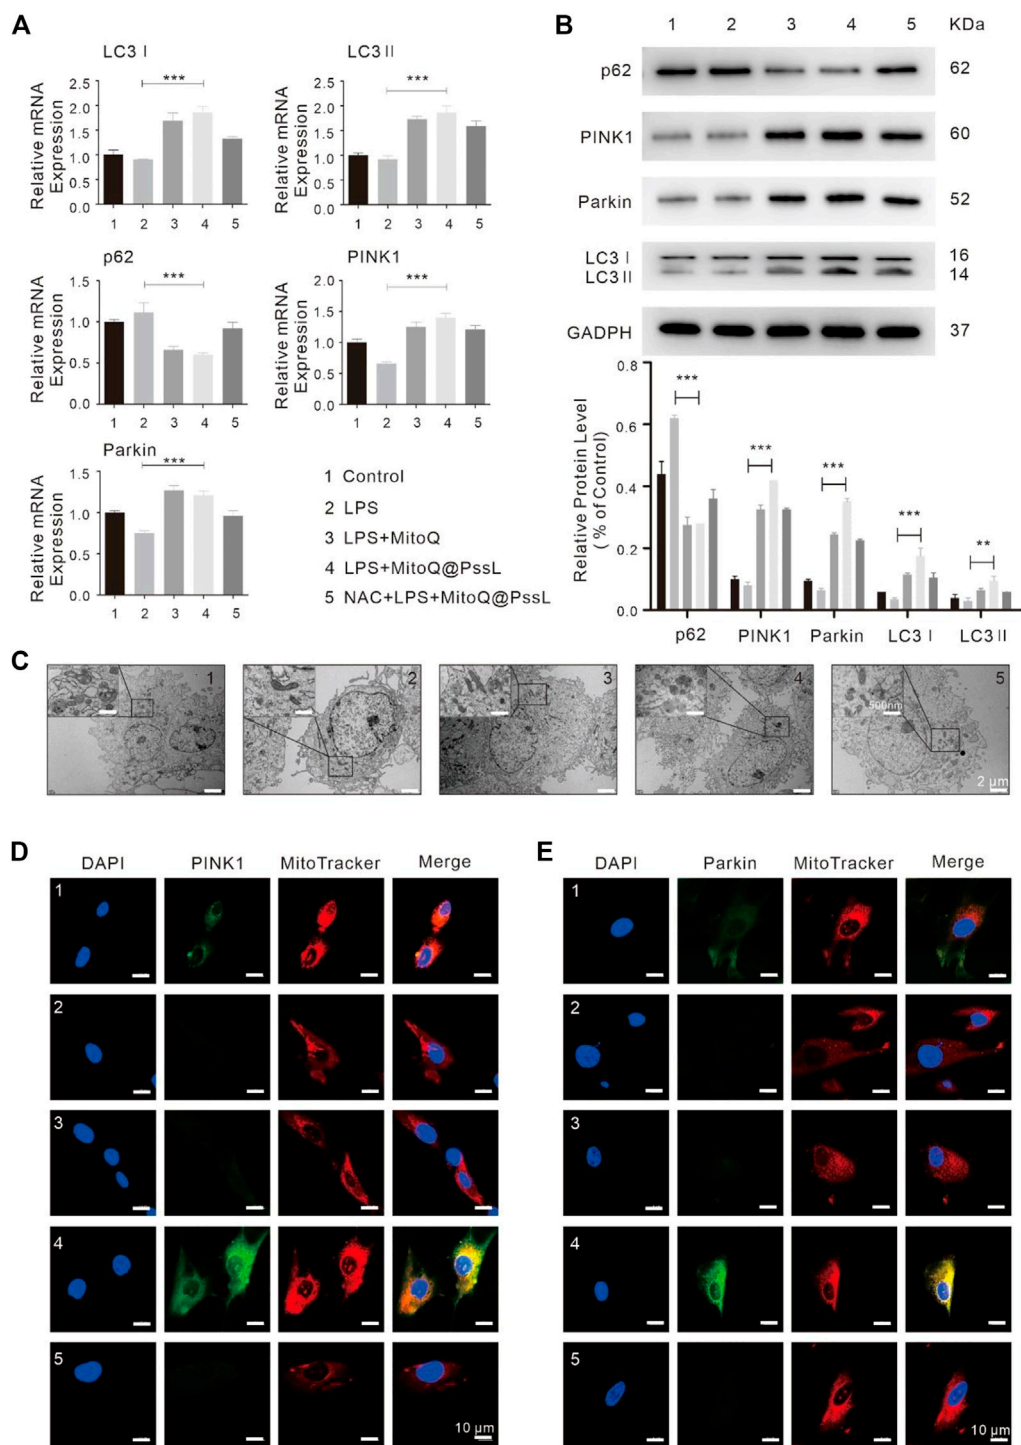 A
LC3 I
Relative mRNA Expression
2.5
2.0
1.5
1.0
0.5
0.0
***
1 2 3 4 5
LC3 II
Relative mRNA Expression
2.5
2.0
1.5
1.0
0.5
0.0
***
1 2 3 4 5
p62
Relative mRNA Expression
1.5
1.0
0.5
0.0
***
1 2 3 4 5
PINK1
Relative mRNA Expression
2.0
1.5
1.0
0.5
0.0
***
1 2 3 4 5
Parkin
Relative mRNA Expression
1.5
1.0
0.5
0.0
***
1 2 3 4 5
1 Control
2 LPS
3 LPS+MitoQ
4 LPS+MitoQ@PssL
5 NAC+LPS+MitoQ@PssL
B
1 2 3 4 5 KDa
p62 62
PINK1 60
Parkin 52
LC3 I 16
LC3 II 14
GADPH 37
Relative Protein Level
( % of Control)
0.8
0.6
0.4
0.2
0.0
***
***
***
***
**
p62 PINK1 Parkin LC3 I LC3 II
C
1
2
3
4
5
500nm
2 μm
D
DAPI PINK1 MitoTracker Merge
1
2
3
4
5
10 μm
E
DAPI Parkin MitoTracker Merge
1
2
3
4
5
10 μm